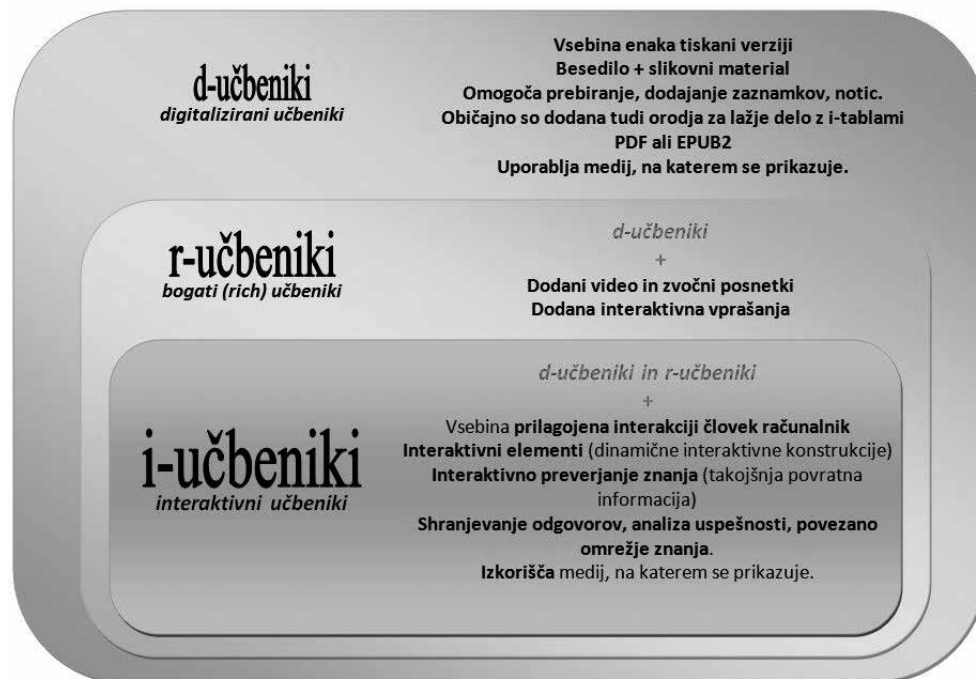 d-učbeniki
digitalizirani učbeniki
Vsebina enaka tiskani verziji
Besedilo + slikovni material
Omogoča prebiranje, dodajanje zaznamkov, notic.
Običajno so dodana tudi orodja za lažje delo z i-tablami
PDF ali EPUB2
Uporablja medij, na katerem se prikazuje.
r-učbeniki
bogati (rich) učbeniki
d-učbeniki
+
Dodani video in zvočni posnetki
Dodana interaktivna vprašanja
i-učbeniki
interaktivni učbeniki
d-učbeniki in r-učbeniki
+
Vsebina prilagojena interakciji človek računalnik
Interaktivni elementi (dinamične interaktivne konstrukcije)
Interaktivno preverjanje znanja (takojšnja povratna
informacija)
Shranjevanje odgovorov, analiza uspešnosti, povezano
omrežje znanja.
Izkorišča medij, na katerem se prikazuje.